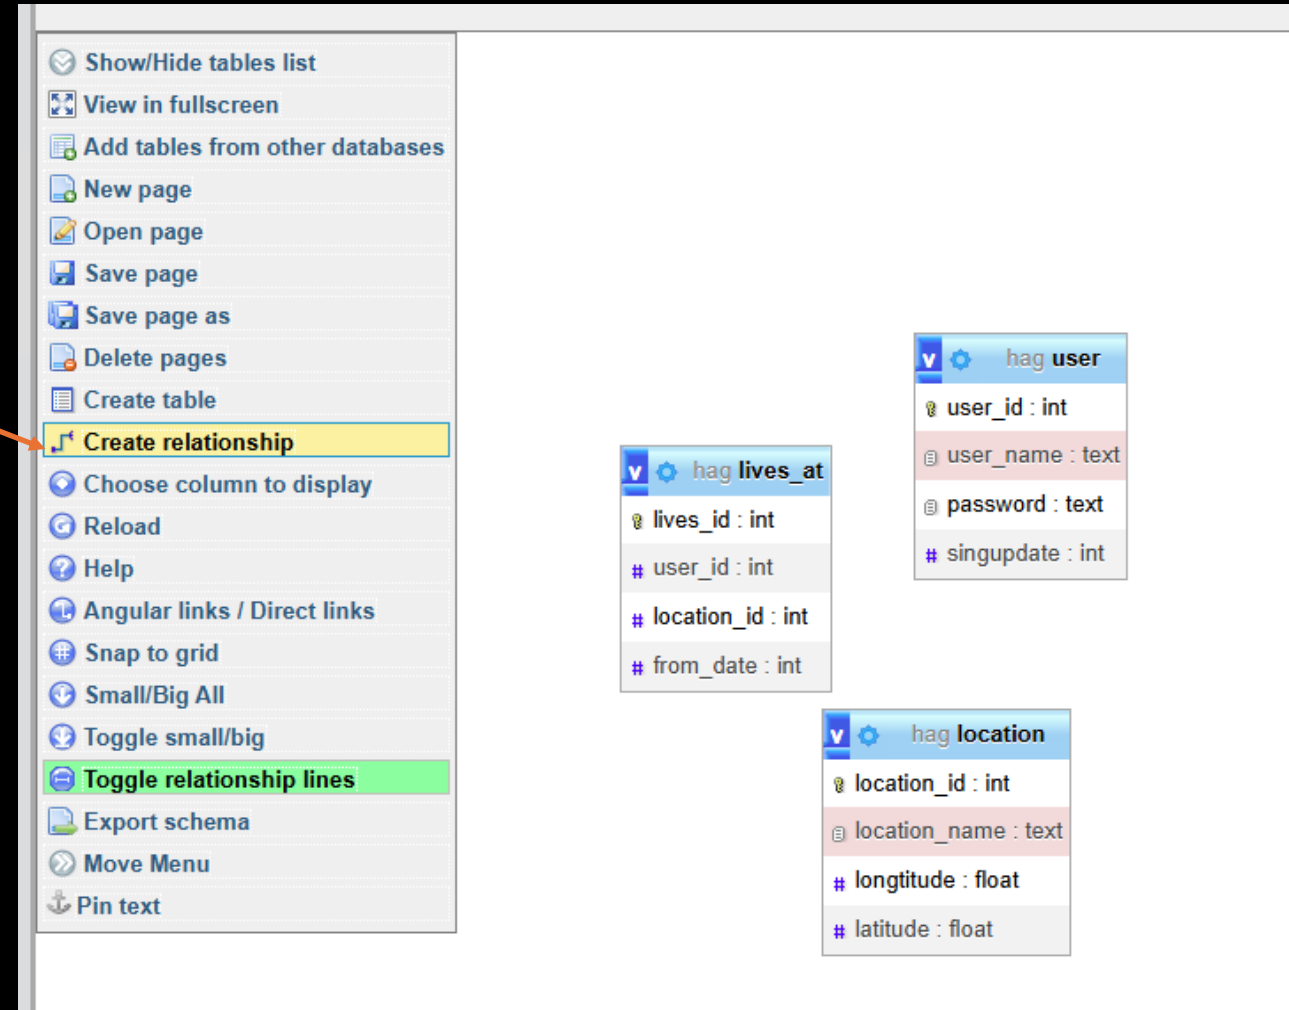 Show/Hide tables list
View in fullscreen
Add tables from other databases
New page
Open page
Save page
Save page as
Delete pages
Create table
Create relationship
Choose column to display
Reload
Help
Angular links / Direct links
Snap to grid
Small/Big All
Toggle small/big
Toggle relationship lines
Export schema
Move Menu
Pin text
v hag user
user_id : int
user_name : text
password : text
# singupdate : int
v hag lives_at
lives_id : int
# user_id : int
# location_id : int
# from_date : int
v hag location
location_id : int
location_name : text
# longtitude : float
# latitude : float